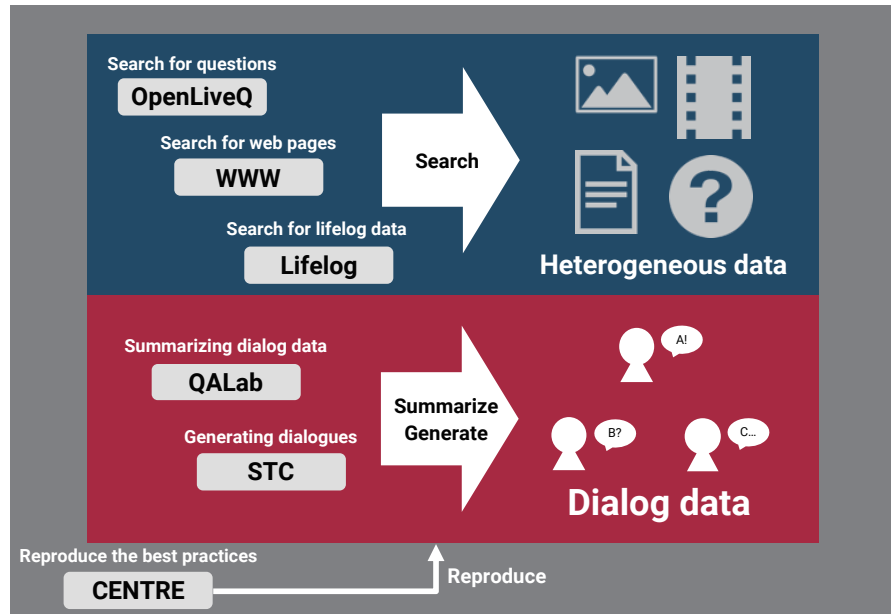 Search for questions
OpenLiveQ
Search for web pages
WWW
Search for lifelog data
Lifelog
Search
?
Heterogeneous data
Summarizing dialog data
QALab
Generating dialogues
STC
Summarize
Generate
A!
B?
C...
Dialog data
Reproduce the best practices
CENTRE
Reproduce